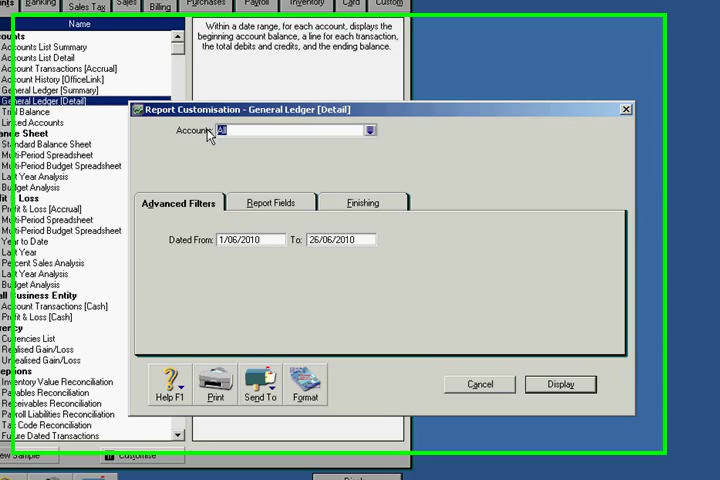 Banking
Sales Tax
Sales
Billing
Purchases
Payroll
Inventory
Card
Custom
Name
Within a date range, for each account, displays the
beginning account balance, a line for each transaction,
the total debits and credits, and the ending balance.
Accounts List Summary
Accounts List Detail
Account Transactions [Accrual]
Account History [OfficeLink]
General Ledger [Summary]
General Ledger [Detail]
Trial Balance
Linked Accounts
ance Sheet
Standard Balance Sheet
Multi-Period Spreadsheet
Multi-Period Budget Spreadsheet
Last Year Analysis
Budget Analysis
fit & Loss
Profit & Loss [Accrual]
Multi-Period Spreadsheet
Multi-Period Budget Spreadsheet
Year to Date
Last Year
Percent Sales Analysis
Last Year Analysis
Budget Analysis
all Business Entity
Account Transactions [Cash]
Profit & Loss [Cash]
rency
Currencies List
Realised Gain/Loss
Unrealised Gain/Loss
eptions
Inventory Value Reconciliation
Payables Reconciliation
Receivables Reconciliation
Payroll Liabilities Reconciliation
Tax Code Reconciliation
Future Dated Transactions
ew Sample
Customise
Report Customisation - General Ledger [Detail]
Accounts: All
Advanced Filters
Report Fields
Finishing
Dated From: 1/06/2010 To: 26/06/2010
Help F1
Print
Send To
Format
Cancel
Display